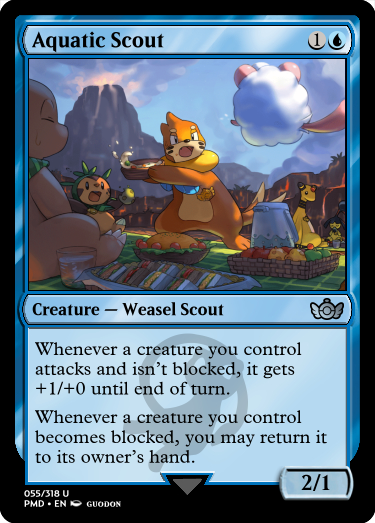 Aquatic Scout 1
Creature — Weasel Scout
Whenever a creature you control
attacks and isn't blocked, it gets
+1/+0 until end of turn.
Whenever a creature you control
becomes blocked, you may return it
to its owner's hand.
2/1
055/318 U
PMD • EN GUODON